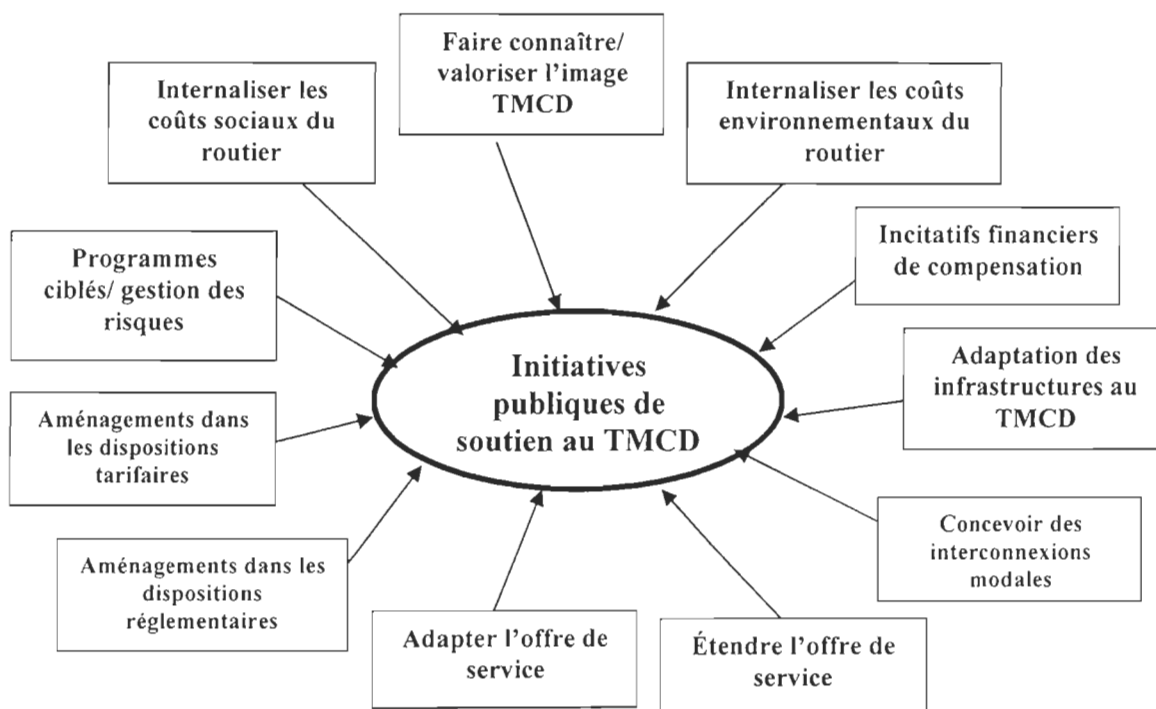 Faire connaître/
valoriser l'image
TMCD
Internaliser les
coûts sociaux du
routier
Internaliser les coûts
environnementaux du
routier
Programmes
ciblés/ gestion des
risques
Incitatifs financiers
de compensation
Initiatives
publiques de
soutien au TMCD
Adaptation des
infrastructures au
TMCD
Aménagements dans
les dispositions
tarifaires
Concevoir des
interconnexions
modales
Aménagements dans les
dispositions
réglementaires
Adapter l'offre de
service
Étendre l'offre de
service